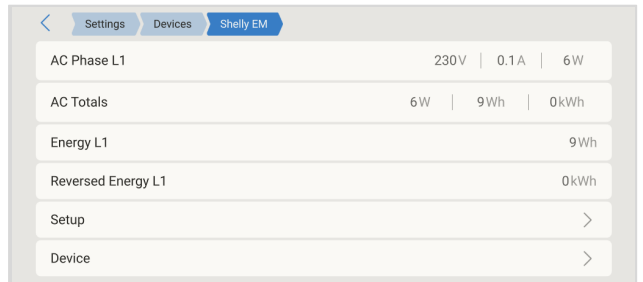 Settings Devices Shelly EM
AC Phase L1 230V 0.1A 6W
AC Totals 6W 9Wh 0kWh
Energy L1 9Wh
Reversed Energy L1 0kWh
Setup
Device